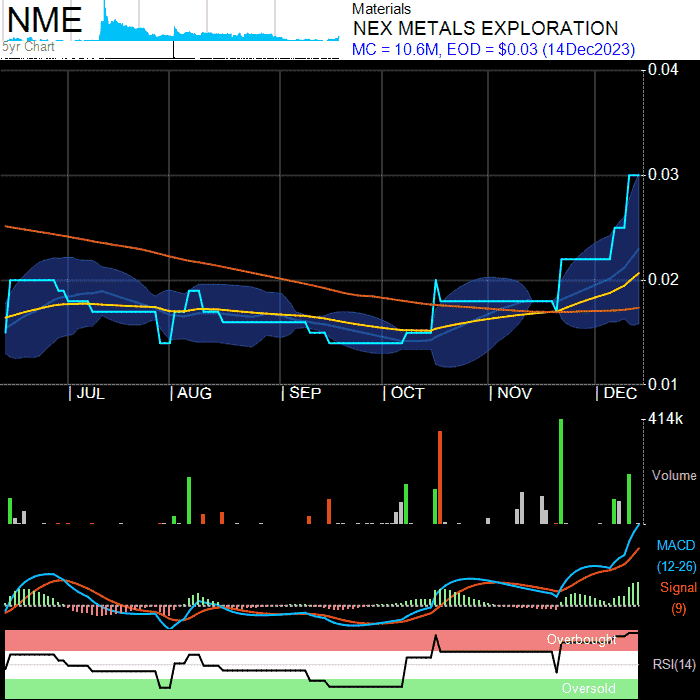 NME
5yr Chart
Materials
NEX METALS EXPLORATION
MC = 10.6M, EOD = $0.03 (14Dec2023)
0.04
0.03
0.02
0.01
JUL AUG SEP OCT NOV DEC
414k
Volume
MACD
(12-26)
Signal
(9)
Overbought
RSI(14)
Oversold